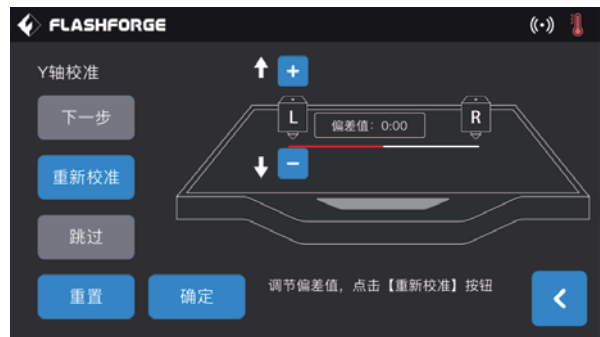 FLASHFORGE
Y轴校准
下一步
L
偏差值: 0:00
R
重新校准
跳过
重置
确定
调节偏差值，点击【重新校准】按钮